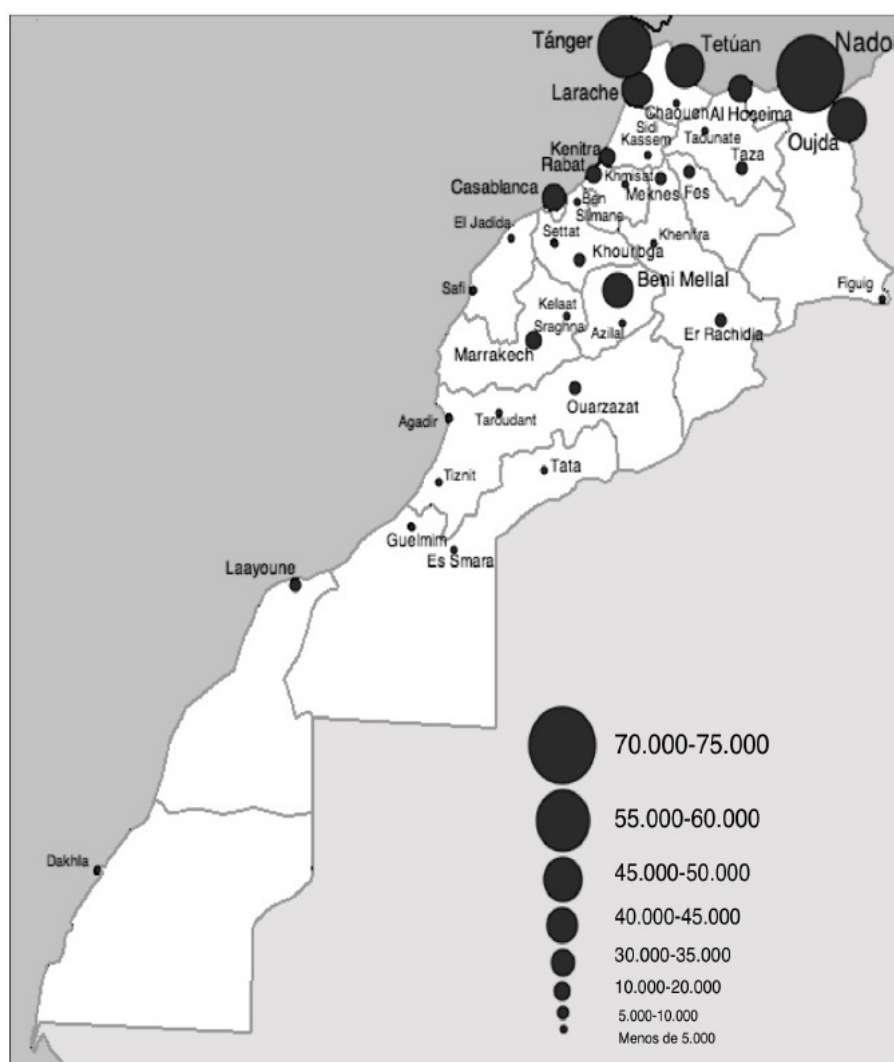 Tánger
Tetúan
Nado
Larache
Chaouen
Al Hoceima
Oujda
Sidi
Kassem
Taounate
Taza
Kenitra
Rabat
Khmisat
Meknes
Fes
Casablanca
Ben
Slimane
El Jadida
Settat
Khenifra
Khouribga
Safi
Beni Mellal
Figuig
Kelaat
Sraghna
Azilal
Er Rachidia
Marrakech
Ouarzazat
Agadir
Taroudant
Tiznit
Tata
Guelmim
Es Smara
Laayoune
Dakhla
70.000-75.000
55.000-60.000
45.000-50.000
40.000-45.000
30.000-35.000
10.000-20.000
5.000-10.000
Menos de 5.000